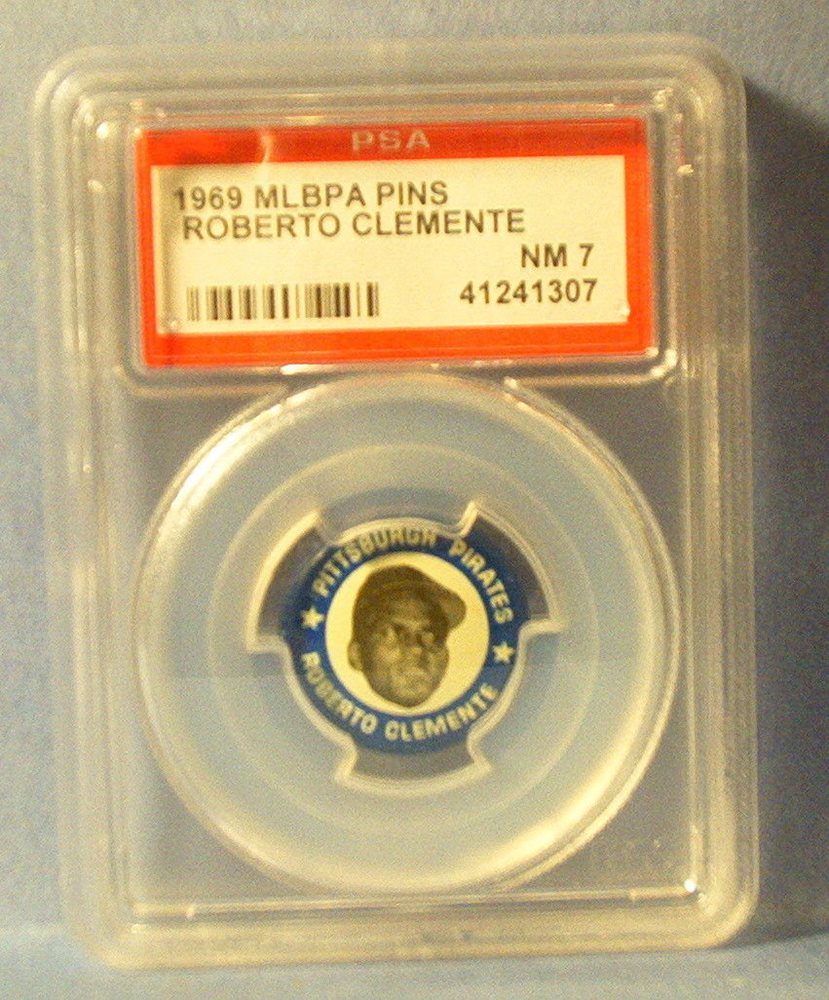 PSA
1969 MLBPA PINS
ROBERTO CLEMENTE
NM 7
41241307
PITTSBURGH PIRATES
ROBERTO CLEMENTE